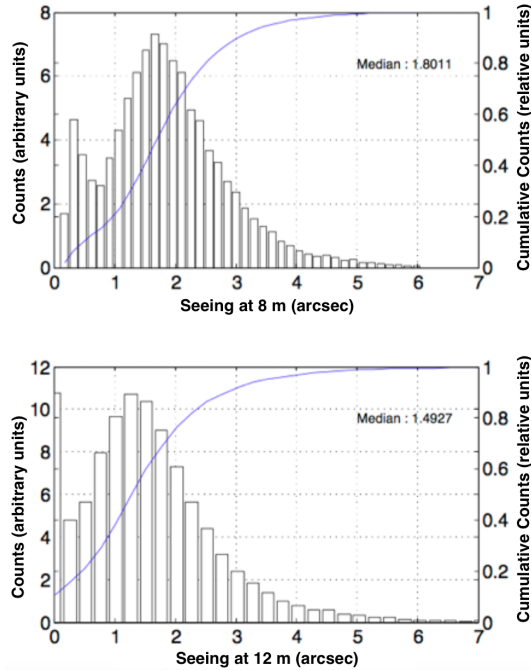 8
6
4
2
0
Counts (arbitrary units)
Median : 1.8011
1
0.8
0.6
0.4
0.2
0
Cumulative Counts (relative units)
0 1 2 3 4 5 6 7
Seeing at 8 m (arcsec)
12
10
8
6
4
2
0
Counts (arbitrary units)
Median : 1.4927
1
0.8
0.6
0.4
0.2
0
Cumulative Counts (relative units)
0 1 2 3 4 5 6 7
Seeing at 12 m (arcsec)